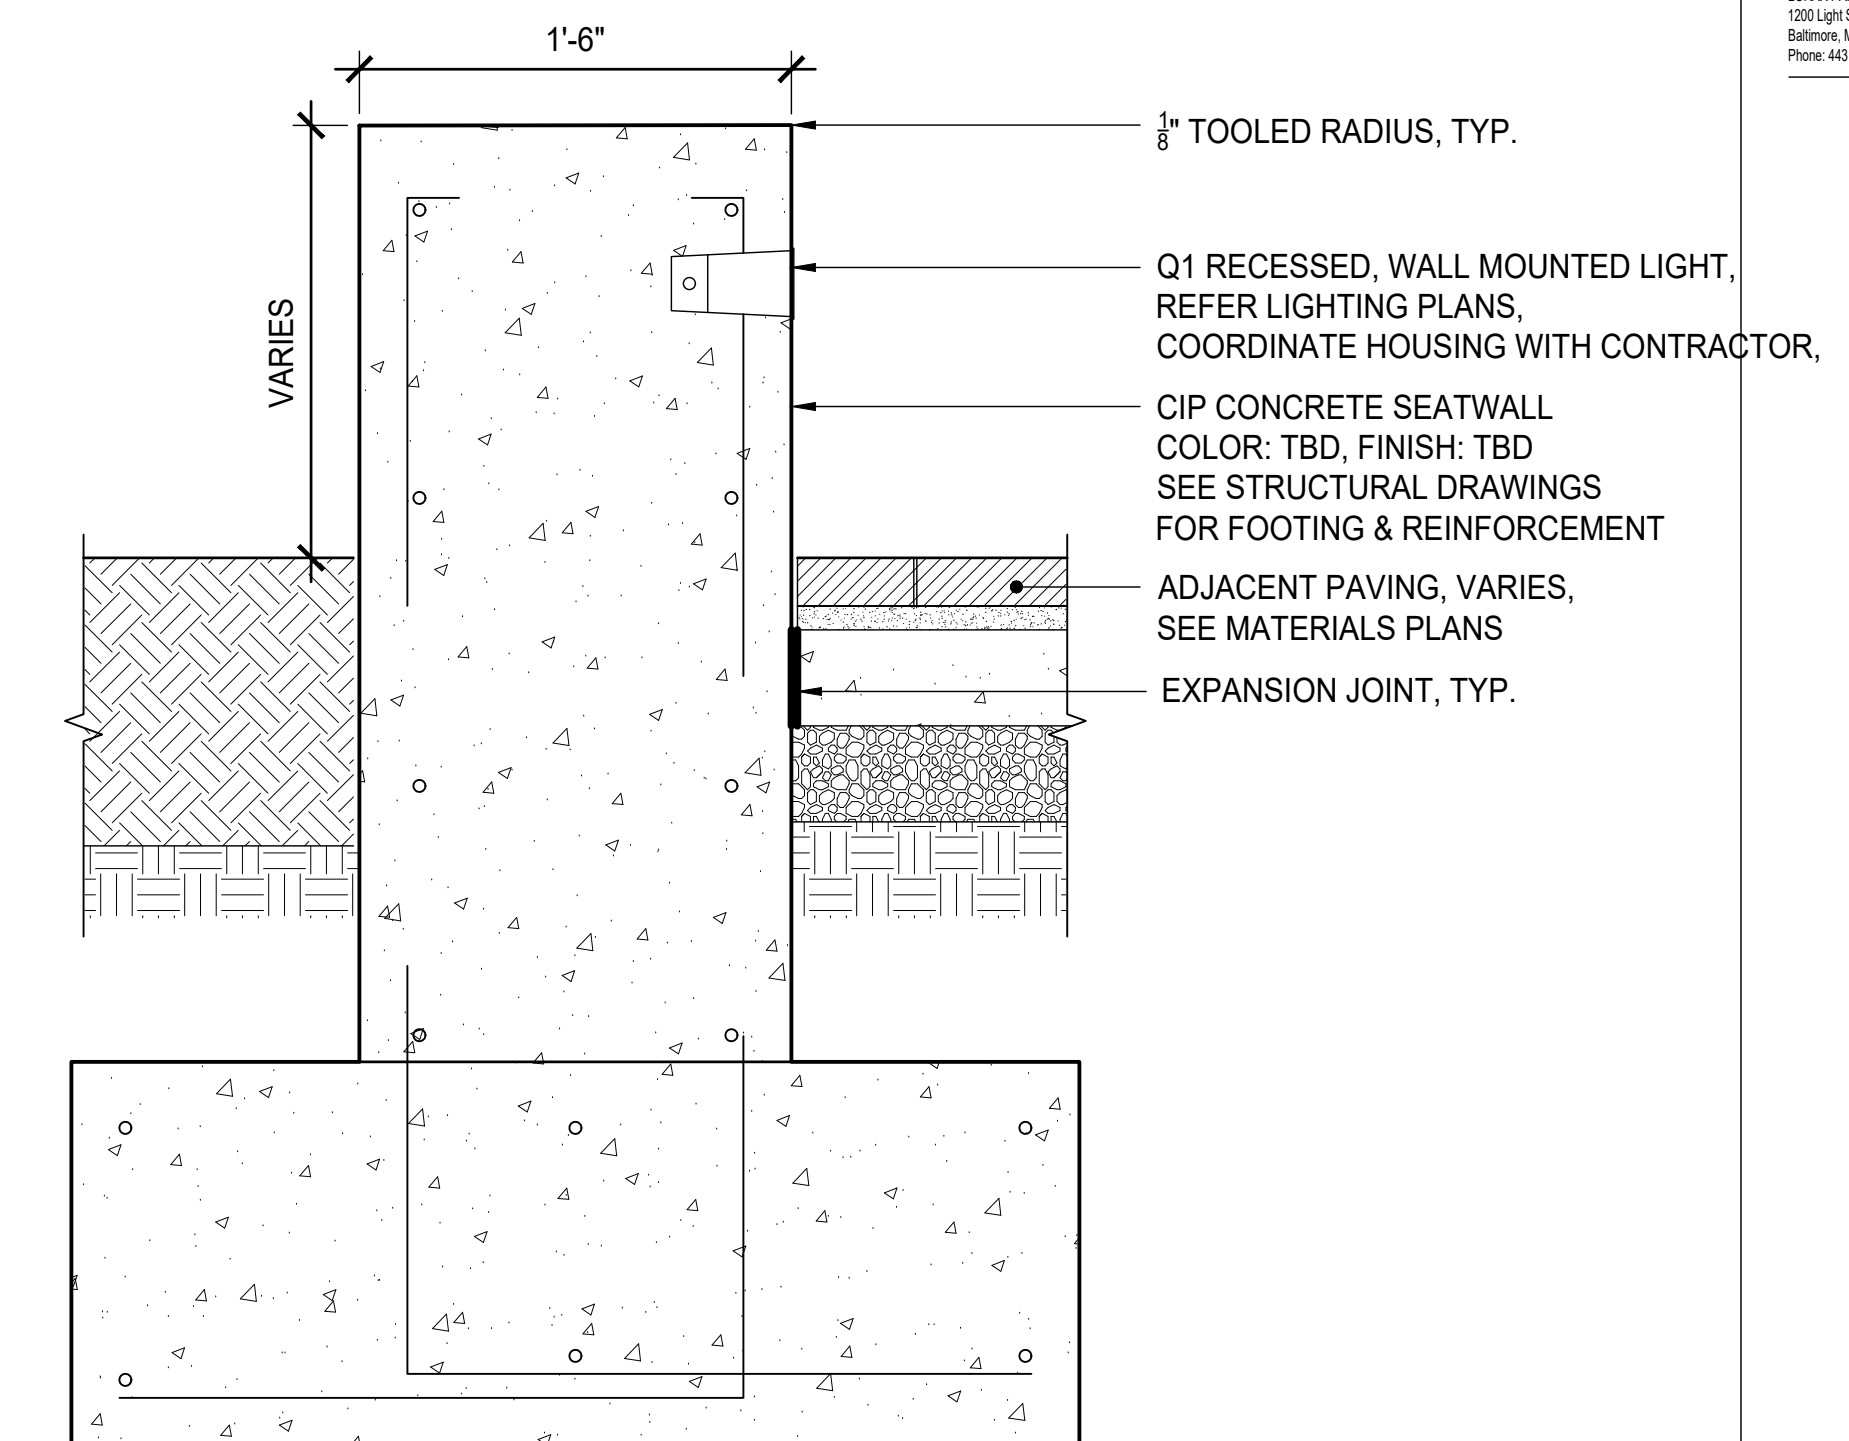 1200 Light
Baltimore,
Phone: 443
1'-6"
VARIES
1/8" TOOLED RADIUS, TYP.
Q1 RECESSED, WALL MOUNTED LIGHT,
REFER LIGHTING PLANS,
COORDINATE HOUSING WITH CONTRACTOR,
CIP CONCRETE SEATWALL
COLOR: TBD, FINISH: TBD
SEE STRUCTURAL DRAWINGS
FOR FOOTING & REINFORCEMENT
ADJACENT PAVING, VARIES,
SEE MATERIALS PLANS
EXPANSION JOINT, TYP.